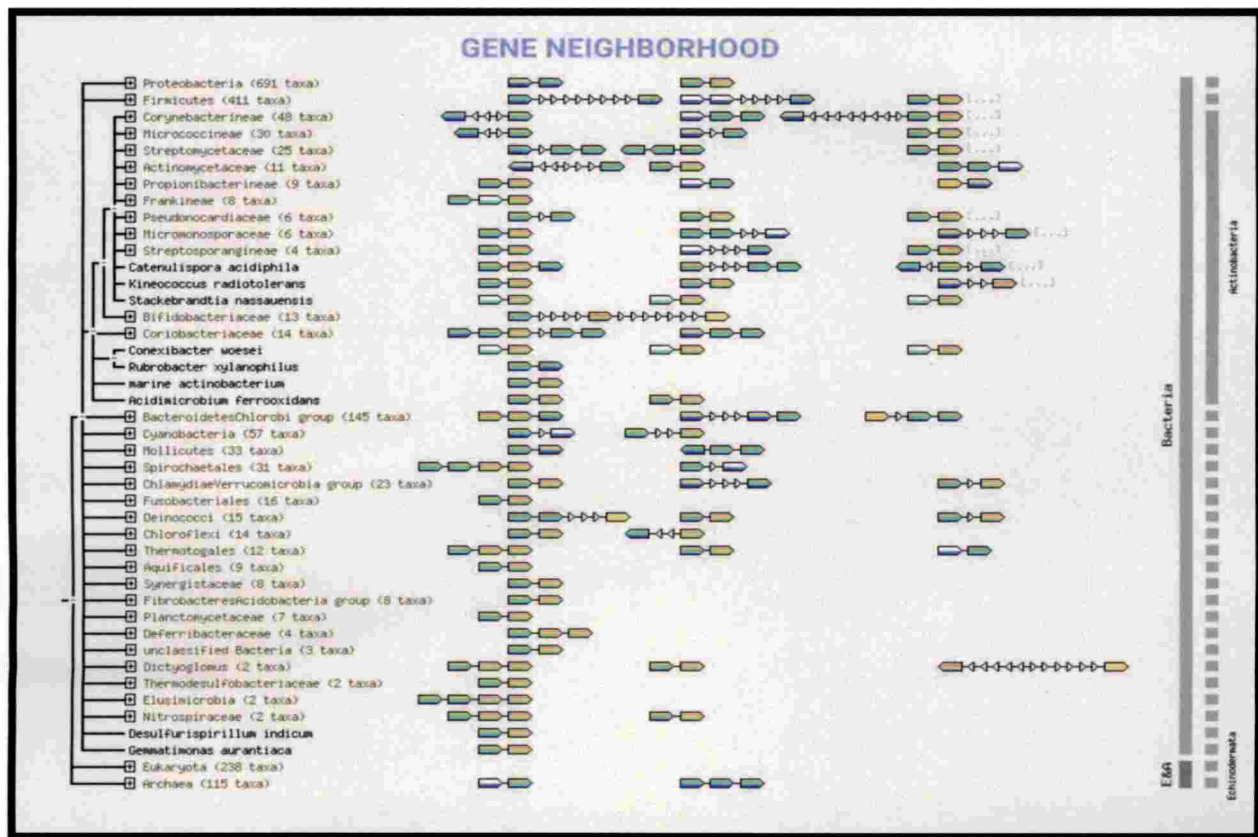 GENE NEIGHBORHOOD
Proteobacteria (691 taxa)
Firmicutes (411 taxa)
[...]
Corynebacterineae (48 taxa)
[...]
Micrococcineae (30 taxa)
[...]
Streptomycetaceae (25 taxa)
[...]
Actinomycetaceae (11 taxa)
Propionibacterineae (9 taxa)
Frankineae (8 taxa)
Pseudonocardiaceae (6 taxa)
[...]
Micromonosporaceae (6 taxa)
[...]
Streptosporangineae (4 taxa)
[...]
Catenulispora acidiphila
[...]
Kineococcus radiotolerans
[...]
Stackebrandtia nassauensis
Bifidobacteriaceae (13 taxa)
Coriobacteriaceae (14 taxa)
Conexibacter woesei
Rubrobacter xylanophilus
marine actinobacterium
Acidimicrobium ferrooxidans
BacteroidetesChlorobi group (145 taxa)
Cyanobacteria (57 taxa)
Mollicutes (33 taxa)
Spirochaetales (31 taxa)
ChlamydiaeVerrucomicrobia group (23 taxa)
Fusobacteriales (16 taxa)
Deinococci (15 taxa)
Chloroflexi (14 taxa)
Thermotogales (12 taxa)
Aquificales (9 taxa)
Synergistaceae (8 taxa)
FibrobacteresAcidobacteria group (8 taxa)
Planctomycetaceae (7 taxa)
Deferribacteraceae (4 taxa)
unclassified Bacteria (3 taxa)
Dictyoglomus (2 taxa)
Thermodesulfobacteriaceae (2 taxa)
Elusimicrobia (2 taxa)
Nitrospiraceae (2 taxa)
Desulfurispirillum indicum
Gemmatimonas aurantiaca
Eukaryota (238 taxa)
Archaea (115 taxa)
Bacteria
E&A
Actinobacteria
Echinodermata